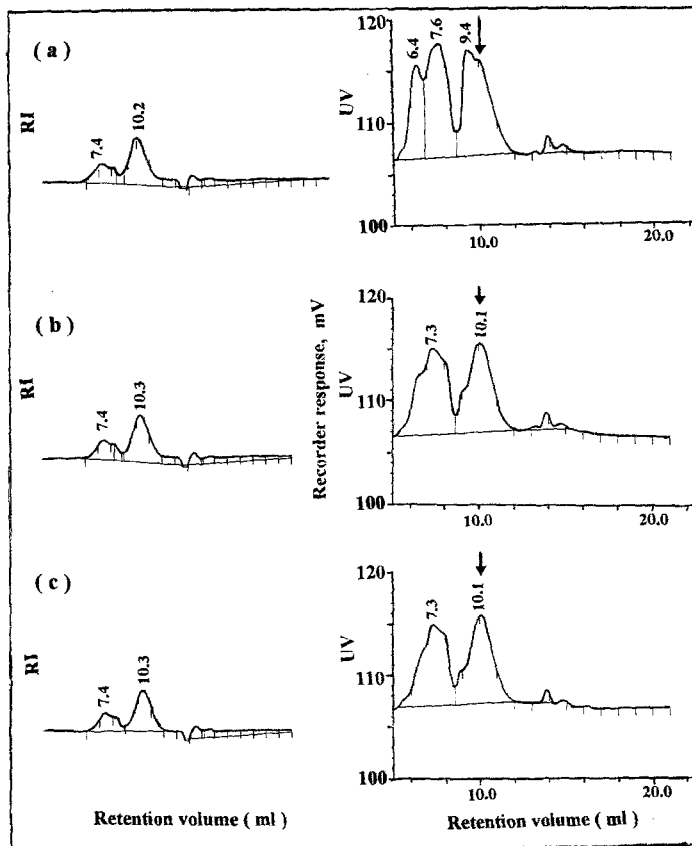 ( a )
RI
7.4
10.2
120
110
100
UV
6.4
7.6
9.4
10.0
20.0
( b )
RI
7.4
10.3
Recorder response, mV
UV
120
110
100
7.3
10.1
10.0
20.0
( c )
RI
7.4
10.3
120
110
100
UV
7.3
10.1
10.0
20.0
Retention volume ( ml )
Retention volume ( ml )